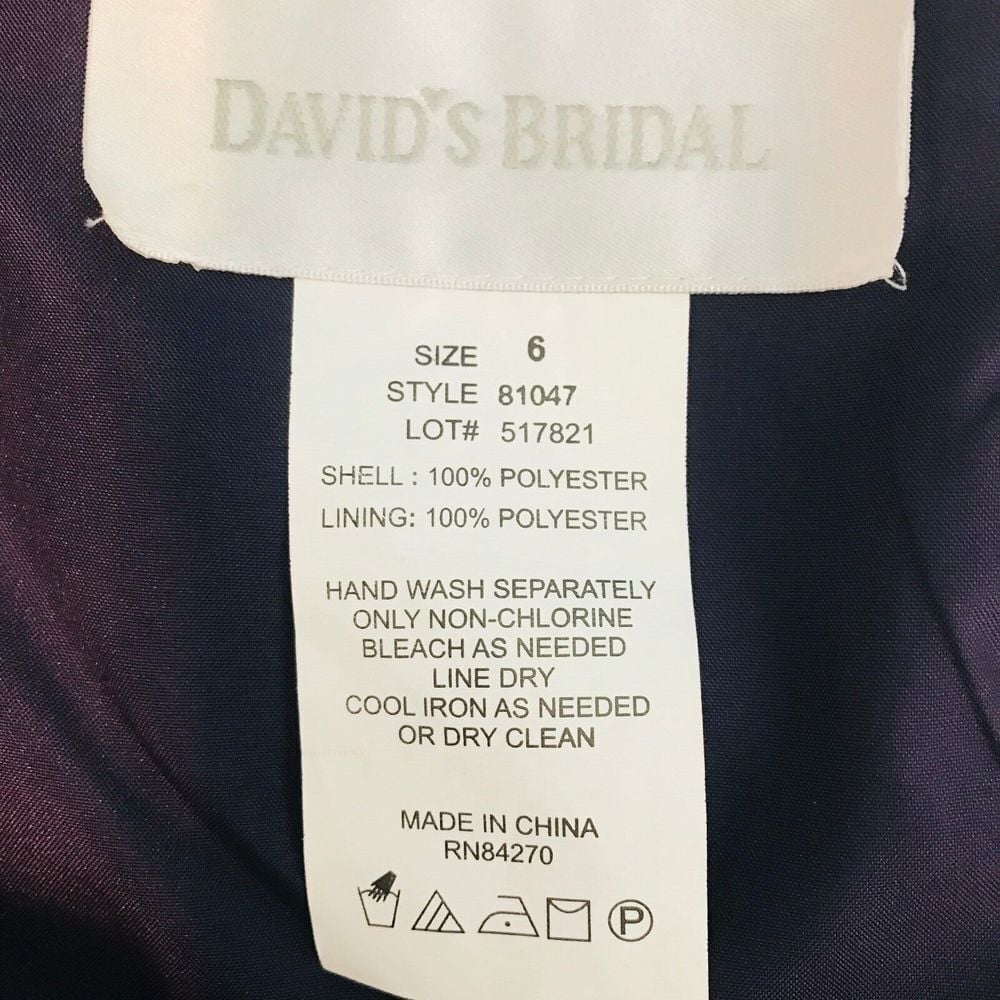 DAVID'S BRIDAL
SIZE 6
STYLE 81047
LOT# 517821
SHELL : 100% POLYESTER
LINING: 100% POLYESTER
HAND WASH SEPARATELY
ONLY NON-CHLORINE
BLEACH AS NEEDED
LINE DRY
COOL IRON AS NEEDED
OR DRY CLEAN
MADE IN CHINA
RN84270
P